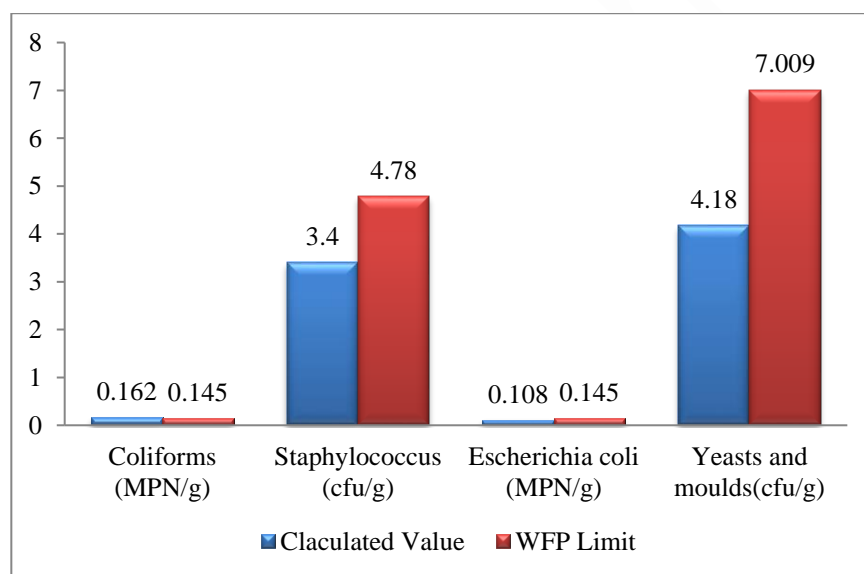 8
7
6
5
4
3
2
1
0
0.162
0.145
3.4
4.78
0.108
0.145
4.18
7.009
Coliforms
(MPN/g)
Staphylococcus
(cfu/g)
Escherichia coli
(MPN/g)
Yeasts and
moulds(cfu/g)
Claculated Value
WFP Limit